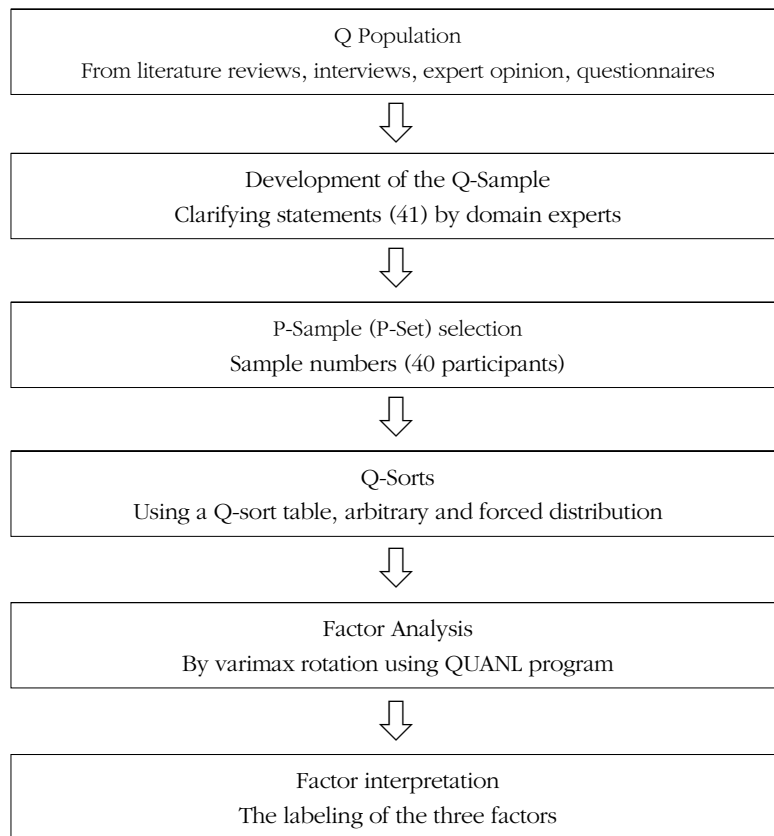 Q Population
From literature reviews, interviews, expert opinion, questionnaires
Development of the Q-Sample
Clarifying statements (41) by domain experts
P-Sample (P-Set) selection
Sample numbers (40 participants)
Q-Sorts
Using a Q-sort table, arbitrary and forced distribution
Factor Analysis
By varimax rotation using QUANL program
Factor interpretation
The labeling of the three factors